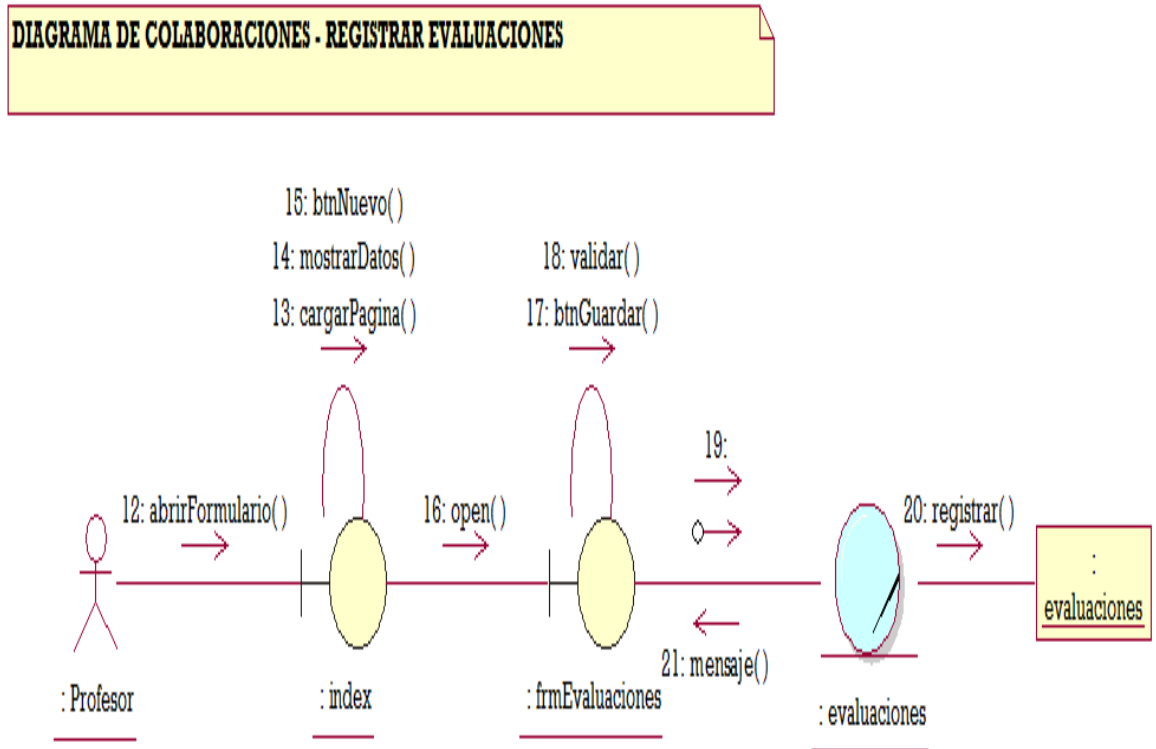 DIAGRAMA DE COLABORACIONES - REGISTRAR EVALUACIONES
15: btnNuevo( )
14: mostrarDatos( )
13: cargarPagina( )
18: validar( )
17: btnGuardar( )
12: abrirFormulario( )
16: open( )
19:
20: registrar( )
21: mensaje( )
:
evaluaciones
: Profesor
: index
: frmEvaluaciones
: evaluaciones